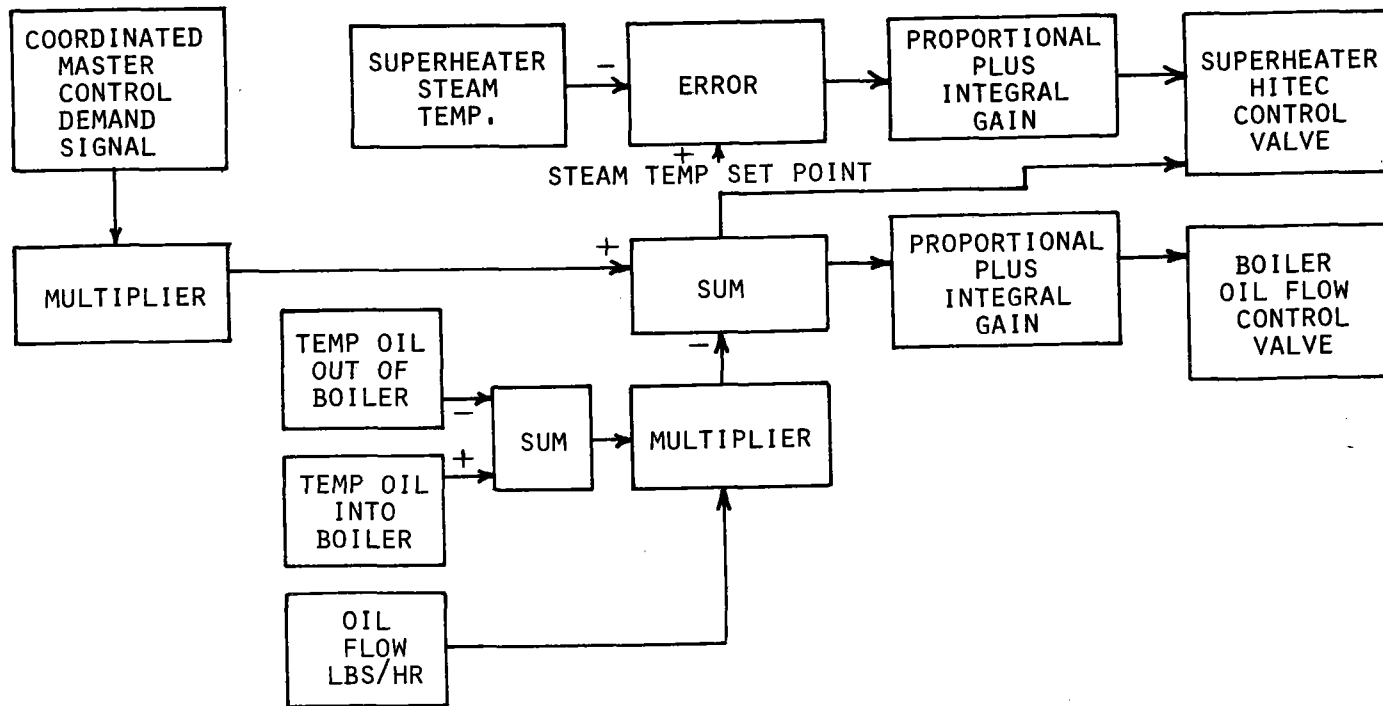 COORDINATED
MASTER
CONTROL
DEMAND
SIGNAL
SUPERHEATER
STEAM
TEMP.
−
ERROR
+
STEAM TEMP SET POINT
PROPORTIONAL
PLUS
INTEGRAL
GAIN
SUPERHEATER
HITEC
CONTROL
VALVE
MULTIPLIER
+
SUM
−
PROPORTIONAL
PLUS
INTEGRAL
GAIN
BOILER
OIL FLOW
CONTROL
VALVE
TEMP OIL
OUT OF
BOILER
−
TEMP OIL
INTO
BOILER
+
SUM
MULTIPLIER
OIL
FLOW
LBS/HR